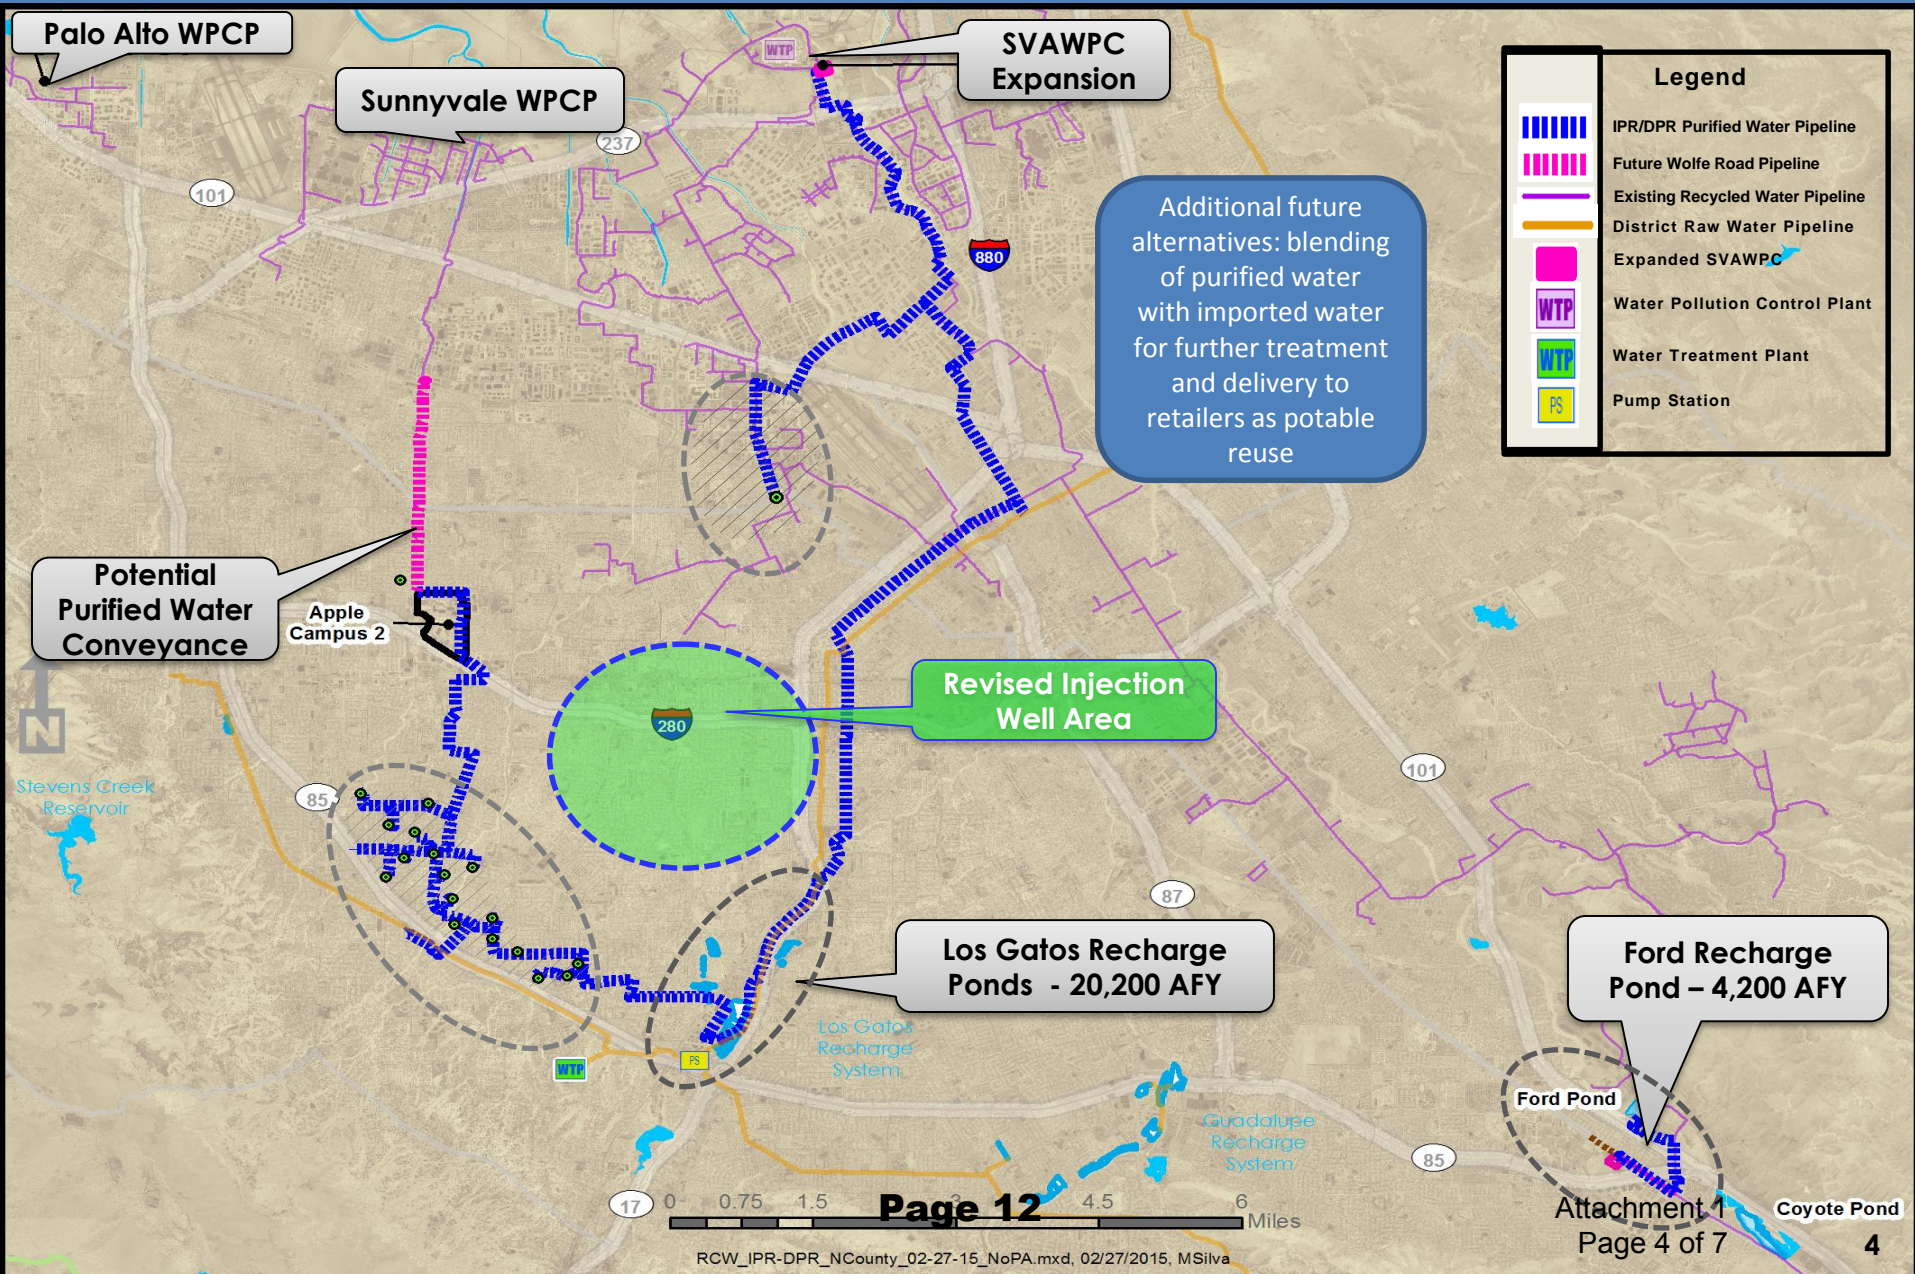 Palo Alto WPCP
Sunnyvale WPCP
WTP
SVAWPC
Expansion
237
101
880
Additional future
alternatives: blending
of purified water
with imported water
for further treatment
and delivery to
retailers as potable
reuse
Legend
IPR/DPR Purified Water Pipeline
Future Wolfe Road Pipeline
Existing Recycled Water Pipeline
District Raw Water Pipeline
Expanded SVAWPC
WTP
Water Pollution Control Plant
WTP
Water Treatment Plant
PS
Pump Station
Potential
Purified Water
Conveyance
Apple
Campus 2
N
Revised Injection
Well Area
280
Stevens Creek
Reservoir
85
101
87
Los Gatos Recharge
Ponds - 20,200 AFY
Ford Recharge
Pond – 4,200 AFY
Los Gatos
Recharge
System
WTP
PS
Ford Pond
Guadalupe
Recharge
System
85
17
0 0.75 1.5 3 4.5 6
Miles
Page 12
Attachment 1
Page 4 of 7
Coyote Pond
4
RCW_IPR-DPR_NCounty_02-27-15_NoPA.mxd, 02/27/2015, MSilva